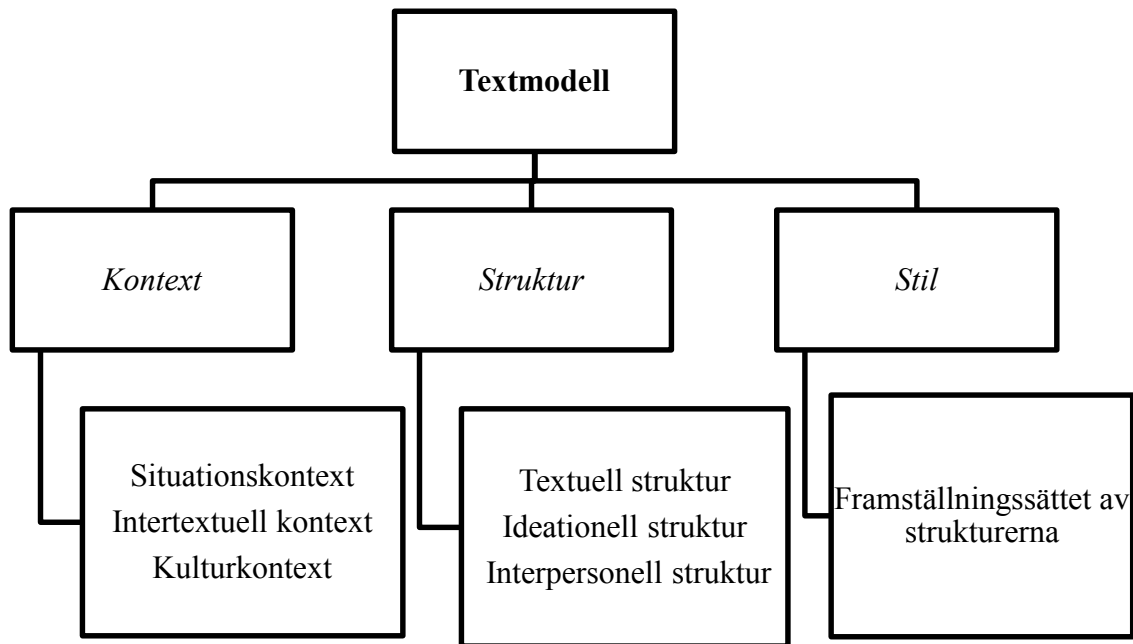 Textmodell
Kontext
Struktur
Stil
Situationskontext
Intertextuell kontext
Kulturkontext
Textuell struktur
Ideationell struktur
Interpersonell struktur
Framställningssättet av
strukturerna